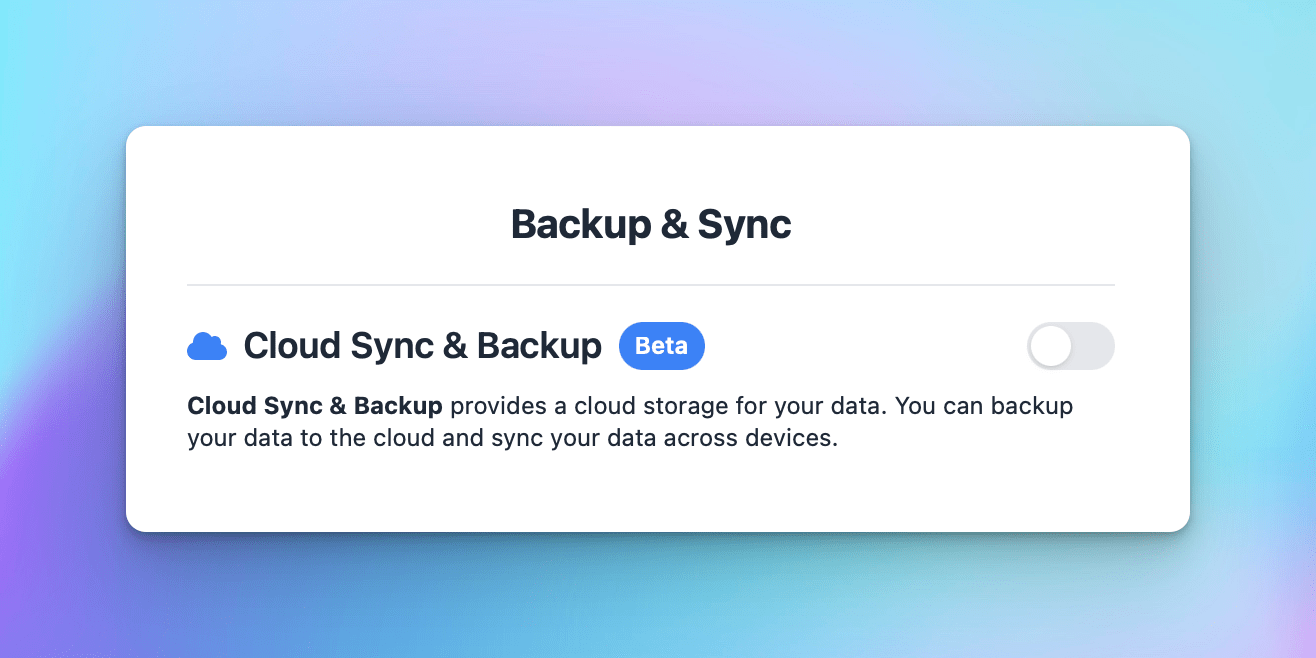 Backup & Sync
Cloud Sync & Backup Beta
Cloud Sync & Backup provides a cloud storage for your data. You can backup
your data to the cloud and sync your data across devices.